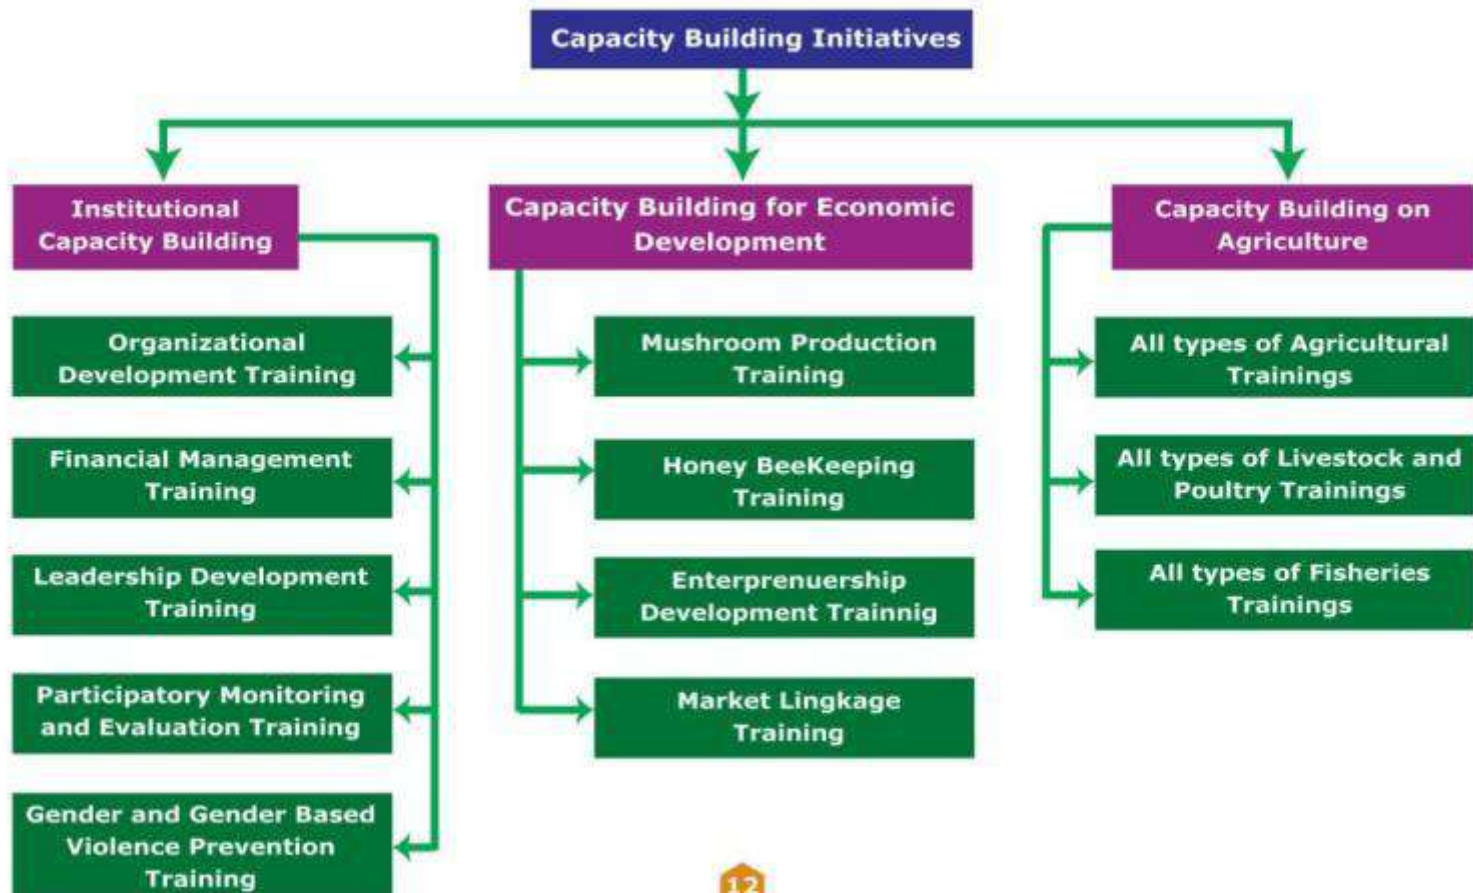 Capacity Building Initiatives
Institutional
Capacity Building
Organizational
Development Training
Financial Management
Training
Leadership Development
Training
Participatory Monitoring
and Evaluation Training
Gender and Gender Based
Violence Prevention
Training
Capacity Building for Economic
Development
Mushroom Production
Training
Honey BeeKeeping
Training
Enterprenuership
Development Trainnig
Market Lingkage
Training
Capacity Building on
Agriculture
All types of Agricultural
Trainings
All types of Livestock and
Poultry Trainings
All types of Fisheries
Trainings
12